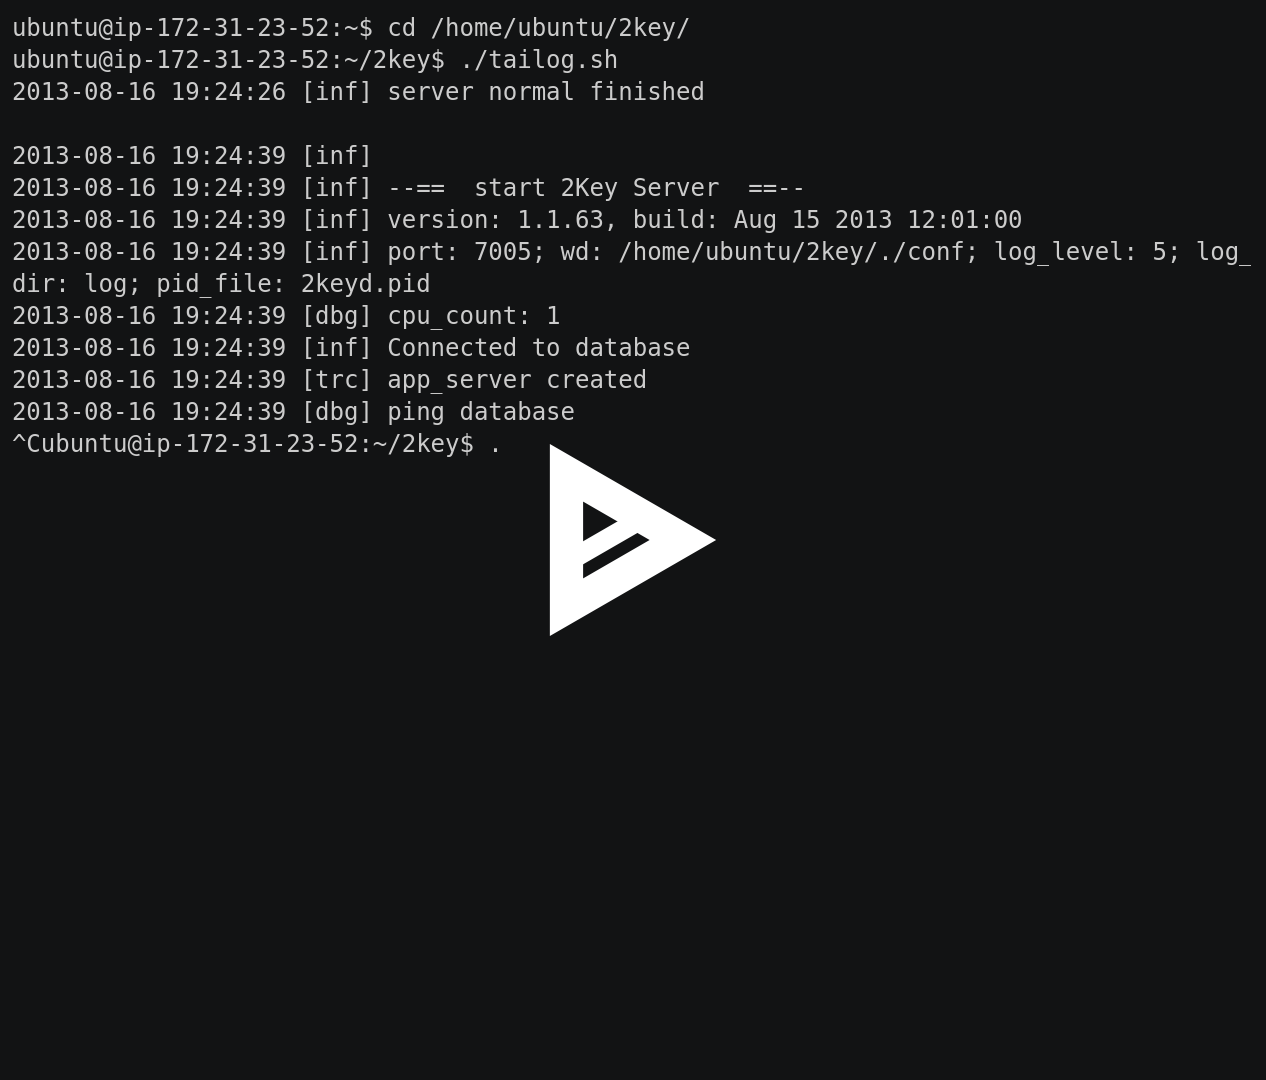 ubuntu@ip-172-31-23-52:~$ cd /home/ubuntu/2key/
ubuntu@ip-172-31-23-52:~/2key$ ./tailog.sh
2013-08-16 19:24:26 [inf] server normal finished

2013-08-16 19:24:39 [inf]
2013-08-16 19:24:39 [inf] --==  start 2Key Server  ==--
2013-08-16 19:24:39 [inf] version: 1.1.63, build: Aug 15 2013 12:01:00
2013-08-16 19:24:39 [inf] port: 7005; wd: /home/ubuntu/2key/./conf; log_level: 5; log_
dir: log; pid_file: 2keyd.pid
2013-08-16 19:24:39 [dbg] cpu_count: 1
2013-08-16 19:24:39 [inf] Connected to database
2013-08-16 19:24:39 [trc] app_server created
2013-08-16 19:24:39 [dbg] ping database
^Cubuntu@ip-172-31-23-52:~/2key$ .